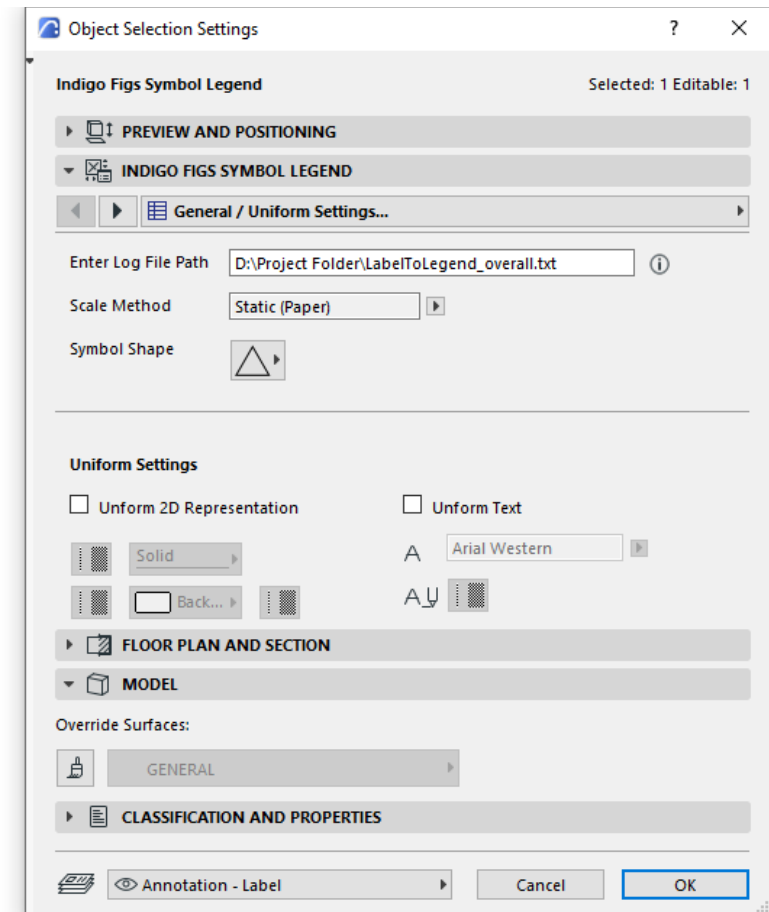 Object Selection Settings ?
Indigo Figs Symbol Legend Selected: 1 Editable: 1
PREVIEW AND POSITIONING
INDIGO FIGS SYMBOL LEGEND
General / Uniform Settings...
Enter Log File Path D:\Project Folder\LabelToLegend_overall.txt
Scale Method Static (Paper)
Symbol Shape
Uniform Settings
Unform 2D Representation Unform Text
Solid A Arial Western
Back... A
FLOOR PLAN AND SECTION
MODEL
Override Surfaces:
GENERAL
CLASSIFICATION AND PROPERTIES
Annotation - Label Cancel OK